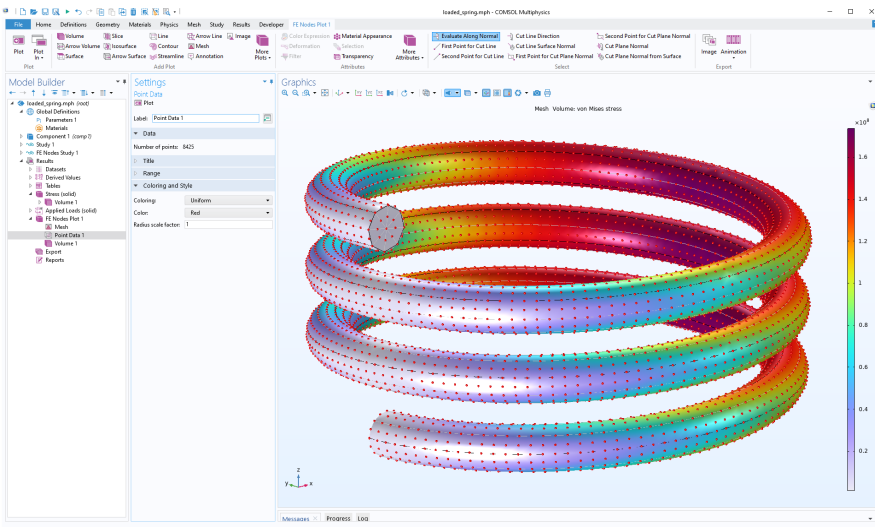 loaded_spring.mph - COMSOL Multiphysics
File Home Definitions Geometry Materials Physics Mesh Study Results Developer FE Nodes Plot 1
Plot
Plot In
Plot
Volume Slice Line Arrow Line Image
Arrow Volume Isosurface Contour Mesh
Surface Arrow Surface Streamline Annotation
More Plots
Add Plot
Color Expression Material Appearance
Deformation Selection
Filter Transparency
More Attributes
Attributes
Evaluate Along Normal Cut Line Direction Second Point for Cut Plane Normal
First Point for Cut Line Cut Line Surface Normal Cut Plane Normal
Second Point for Cut Line First Point for Cut Plane Normal Cut Plane Normal from Surface
Select
Image Animation
Export
Model Builder
loaded_spring.mph (root)
Global Definitions
Parameters 1
Materials
Component 1 (comp1)
Study 1
FE Nodes Study 1
Results
Datasets
Derived Values
Tables
Stress (solid)
Volume 1
Applied Loads (solid)
FE Nodes Plot 1
Mesh
Point Data 1
Volume 1
Export
Reports
Settings
Point Data
Plot
Label: Point Data 1
Data
Number of points: 8425
Title
Range
Coloring and Style
Coloring: Uniform
Color: Red
Radius scale factor: 1
Graphics
Mesh Volume: von Mises stress
×10⁸
1.6
1.4
1.2
1
0.8
0.6
0.4
0.2
z
y x
Messages Progress Log